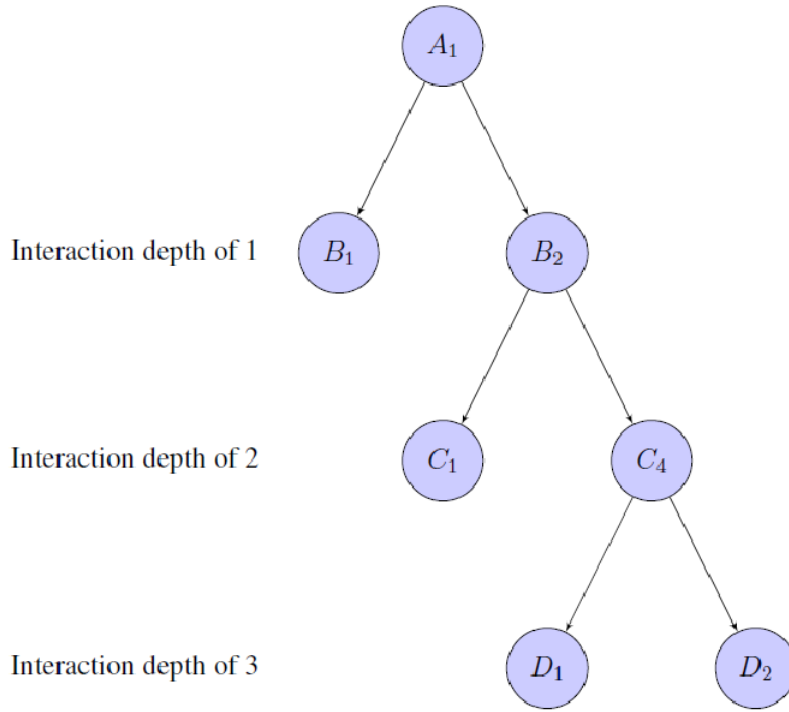 A₁
Interaction depth of 1 B₁ B₂
Interaction depth of 2 C₁ C₄
Interaction depth of 3 D₁ D₂